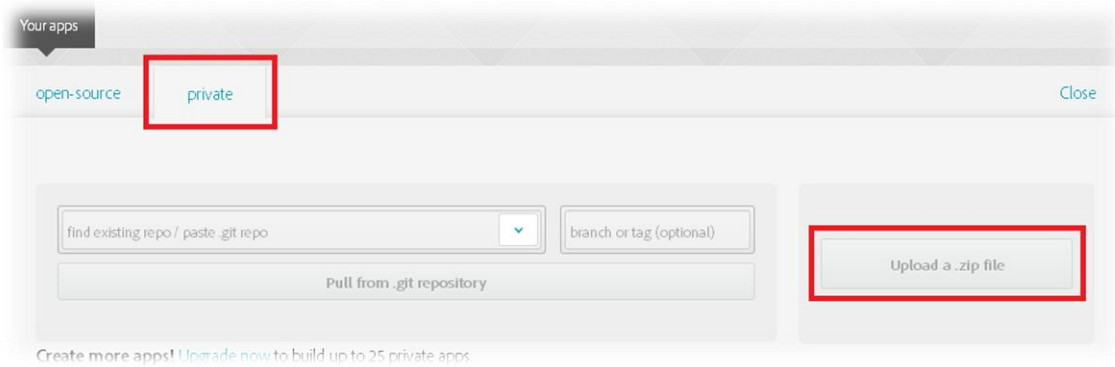 Your apps
open-source private Close
find existing repo / paste .git repo branch or tag (optional)
Upload a .zip file
Pull from .git repository
Create more apps! Upgrade now to build up to 25 private apps.